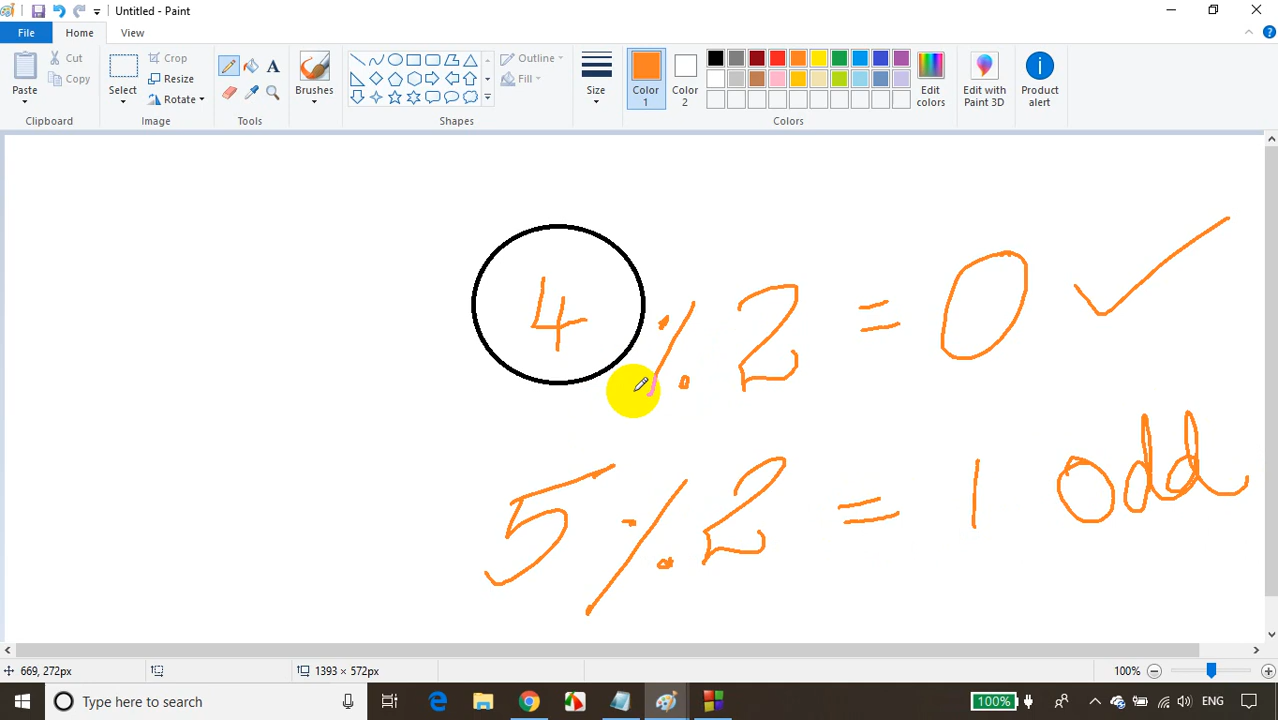 Untitled - Paint
File Home View
Paste
Cut
Copy
Clipboard
Select
Crop
Resize
Rotate
Image
Tools
Brushes
Outline
Fill
Shapes
Size
Color 1
Color 2
Colors
Edit colors
Edit with Paint 3D
Product alert
4 % 2 = 0
5 % 2 = 1 odd
669, 272px
1393 × 572px
100%
Type here to search
100%
ENG